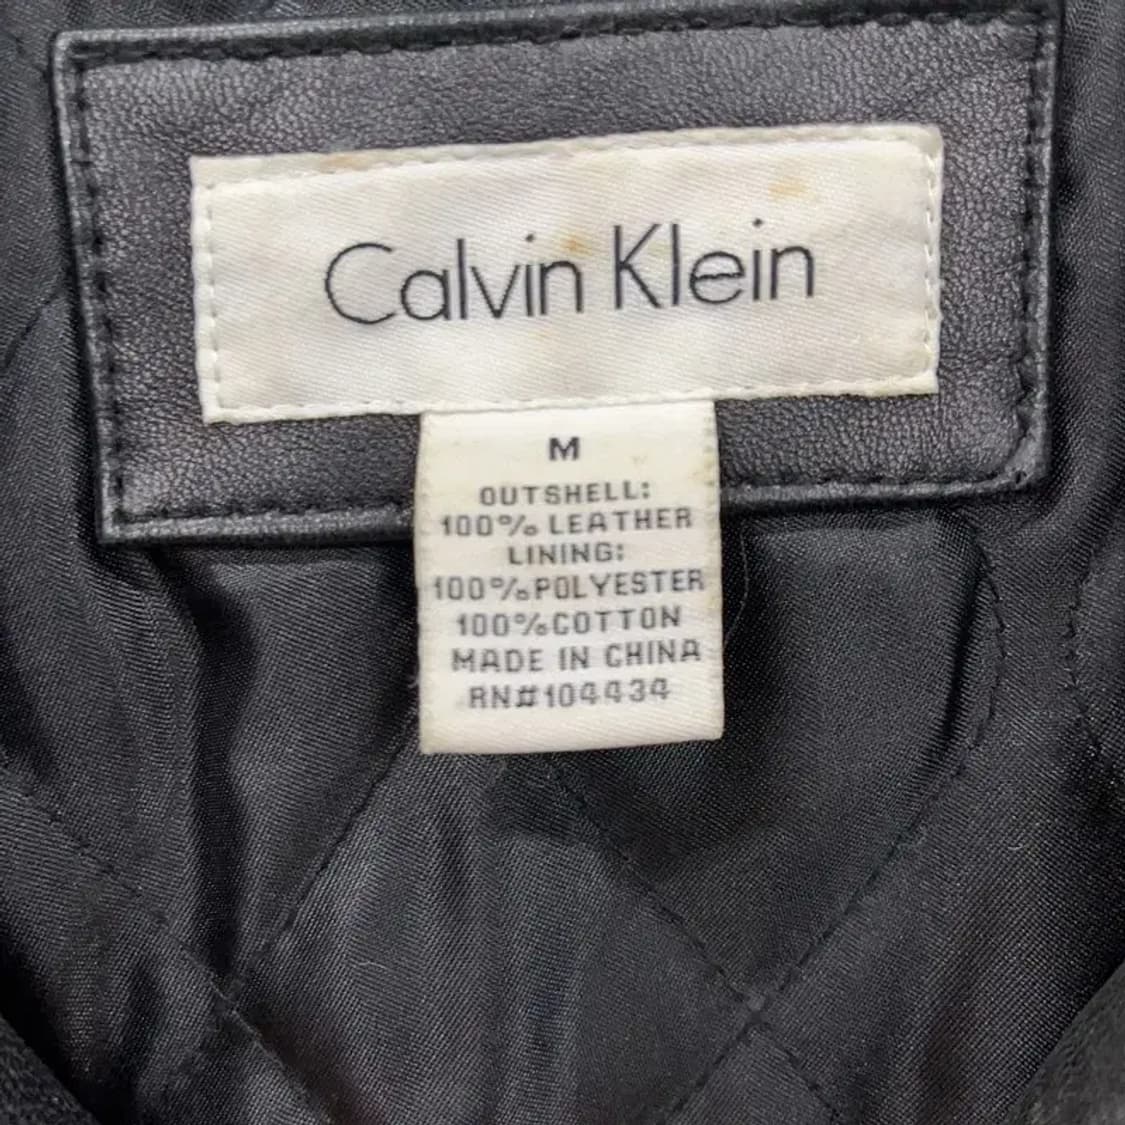 Calvin Klein
M
OUTSHELL:
100% LEATHER
LINING:
100%POLYESTER
100%COTTON
MADE IN CHINA
RN#104434